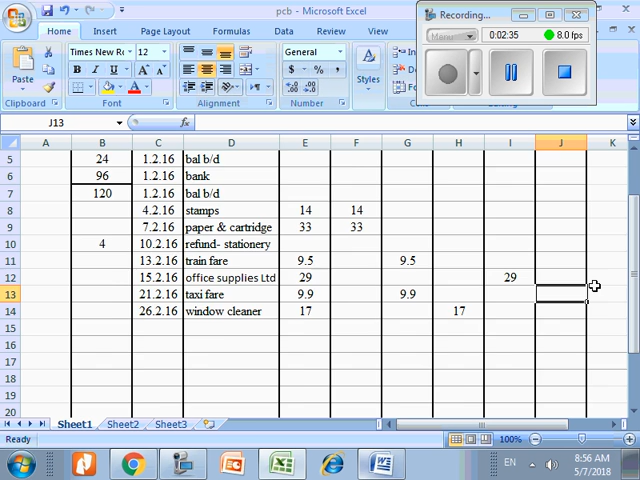 pcb - Microsoft Excel
Recording...
Menu
0:02:35
8.0 fps
Home
Insert
Page Layout
Formulas
Data
Times New Ro
12
General
Paste
B
I
U
A
A
A
$
%
,
.0
.00
.00
.0
Styles
Clipboard
Font
Alignment
Number
J13
fx
A B C D E F G H I J K
5 24 1.2.16 bal b/d
6 96 1.2.16 bank
7 120 1.2.16 bal b/d
8 4.2.16 stamps 14 14
9 7.2.16 paper & cartridge 33 33
10 4 10.2.16 refund- stationery
11 13.2.16 train fare 9.5 9.5
12 15.2.16 office supplies Ltd 29 29
13 21.2.16 taxi fare 9.9 9.9
14 26.2.16 window cleaner 17 17
15
16
17
18
19
20
Sheet1 Sheet2 Sheet3
Ready
100%
EN
8:56 AM
5/7/2018